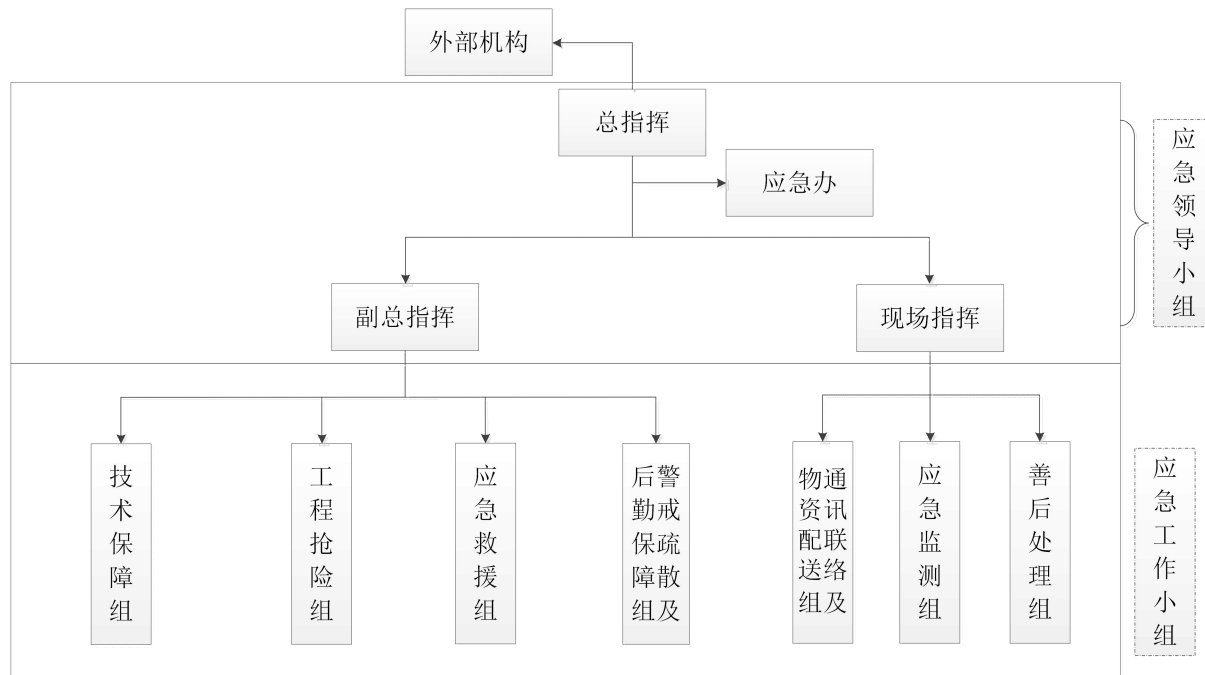 外部机构
总指挥
应急办
副总指挥
现场指挥
应急领导小组
技术保障组
工程抢险组
应急救援组
警戒疏散及
后勤保障组
通讯联络及
物资配送组
应急监测组
善后处理组
应急工作小组